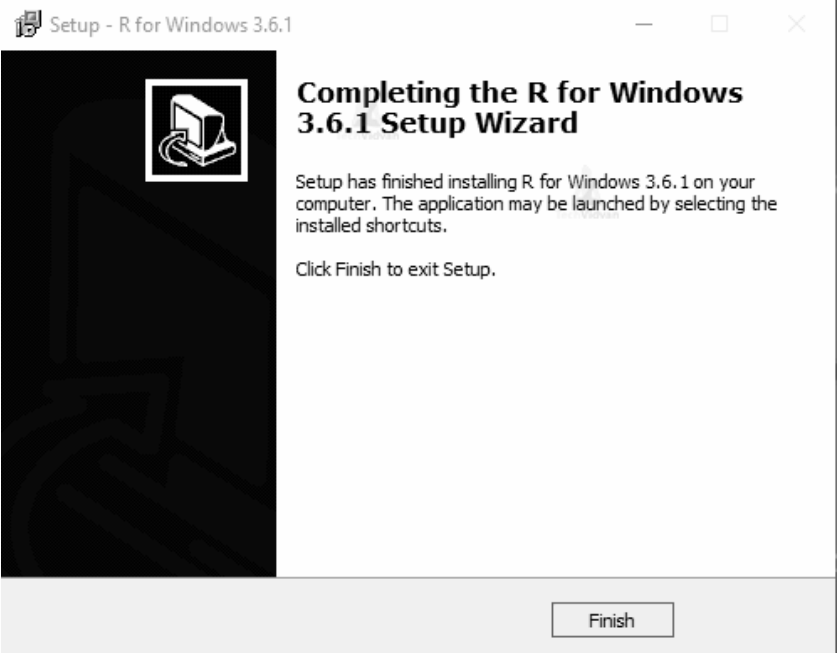 Setup - R for Windows 3.6.1
Completing the R for Windows
3.6.1 Setup Wizard
Setup has finished installing R for Windows 3.6.1 on your
computer. The application may be launched by selecting the
installed shortcuts.
Click Finish to exit Setup.
Finish